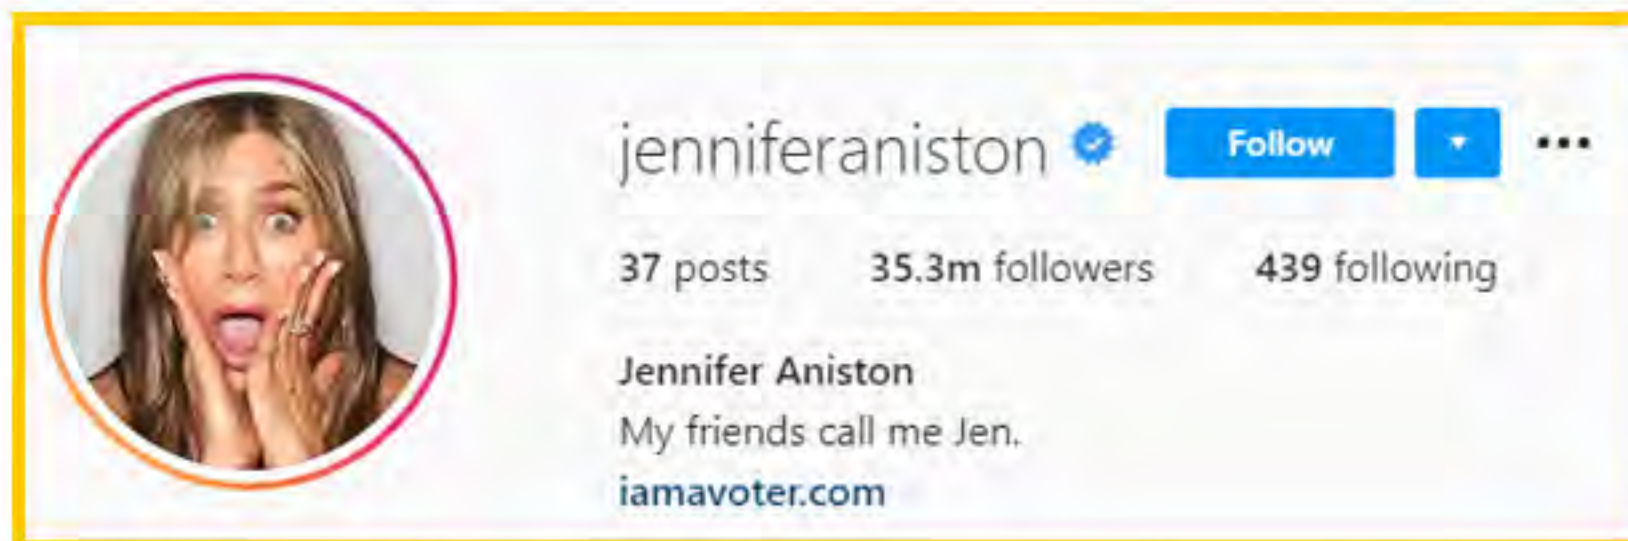 jenniferaniston Follow
37 posts 35.3m followers 439 following
Jennifer Aniston
My friends call me Jen.
iamavoter.com